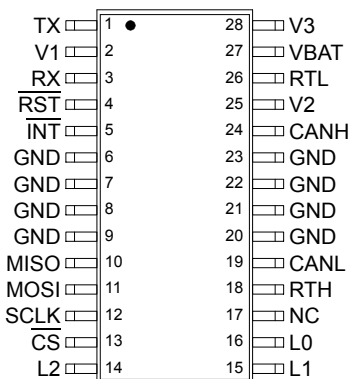 TX 1 28 V3
V1 2 27 VBAT
RX 3 26 RTL
RST 4 25 V2
INT 5 24 CANH
GND 6 23 GND
GND 7 22 GND
GND 8 21 GND
GND 9 20 GND
MISO 10 19 CANL
MOSI 11 18 RTH
SCLK 12 17 NC
CS 13 16 L0
L2 14 15 L1